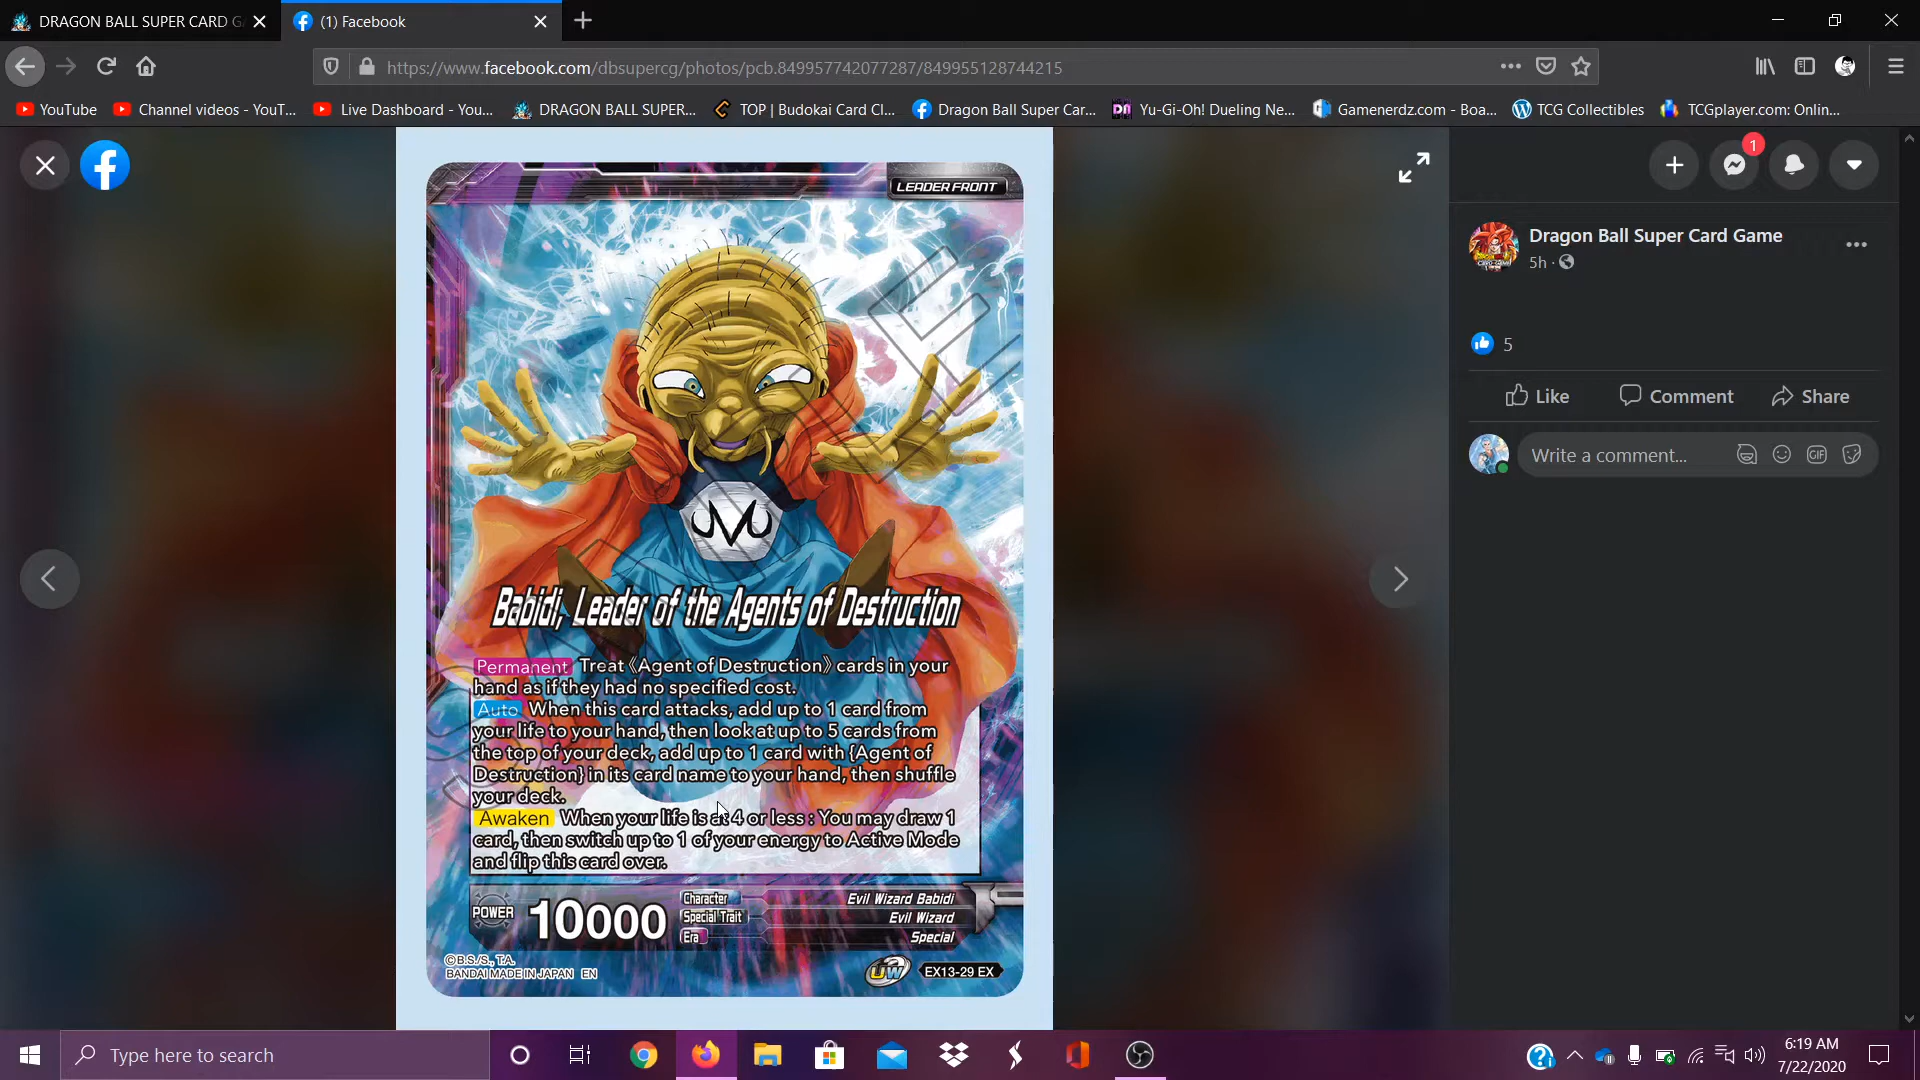 DRAGON BALL SUPER CARD G
(1) Facebook
https://www.facebook.com/dbsupercg/photos/pcb.849957742077287/849955128744215
YouTube
Channel videos - YouT...
Live Dashboard - You...
DRAGON BALL SUPER...
TOP | Budokai Card Cl...
Dragon Ball Super Car...
Yu-Gi-Oh! Dueling Ne...
Gamenerdz.com - Boa...
TCG Collectibles
TCGplayer.com: Onlin...
LEADER FRONT
Babidi, Leader of the Agents of Destruction
Permanent Treat《Agent of Destruction》cards in your
hand as if they had no specified cost.
Auto When this card attacks, add up to 1 card from
your life to your hand, then look at up to 5 cards from
the top of your deck, add up to 1 card with {Agent of
Destruction} in its card name to your hand, then shuffle
your deck.
Awaken When your life is at 4 or less : You may draw 1
card, then switch up to 1 of your energy to Active Mode
and flip this card over.
POWER 10000
Character Evil Wizard Babidi
Special Trait Evil Wizard
Era Special
©B.S./S., T.A.
BANDAI MADE IN JAPAN EN
UW EX13-29 EX
1
Dragon Ball Super Card Game
5h ·
5
Like Comment Share
Write a comment...
GIF
Type here to search
6:19 AM
7/22/2020